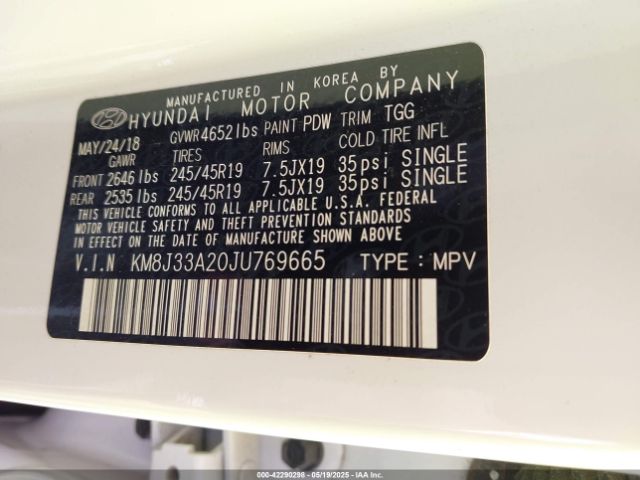 MANUFACTURED IN KOREA BY
HYUNDAI MOTOR COMPANY
MAY/24/18 GVWR 4652 lbs PAINT PDW TRIM TGG
GAWR TIRES RIMS COLD TIRE INFL
FRONT 2646 lbs 245/45R19 7.5JX19 35psi SINGLE
REAR 2535 lbs 245/45R19 7.5JX19 35psi SINGLE
THIS VEHICLE CONFORMS TO ALL APPLICABLE U.S.A. FEDERAL
MOTOR VEHICLE SAFETY AND THEFT PREVENTION STANDARDS
IN EFFECT ON THE DATE OF MANUFACTURE SHOWN ABOVE.
V.I.N KM8J33A20JU769665 TYPE : MPV
000-42290298 - 05/19/2025 - IAAI. Copyright